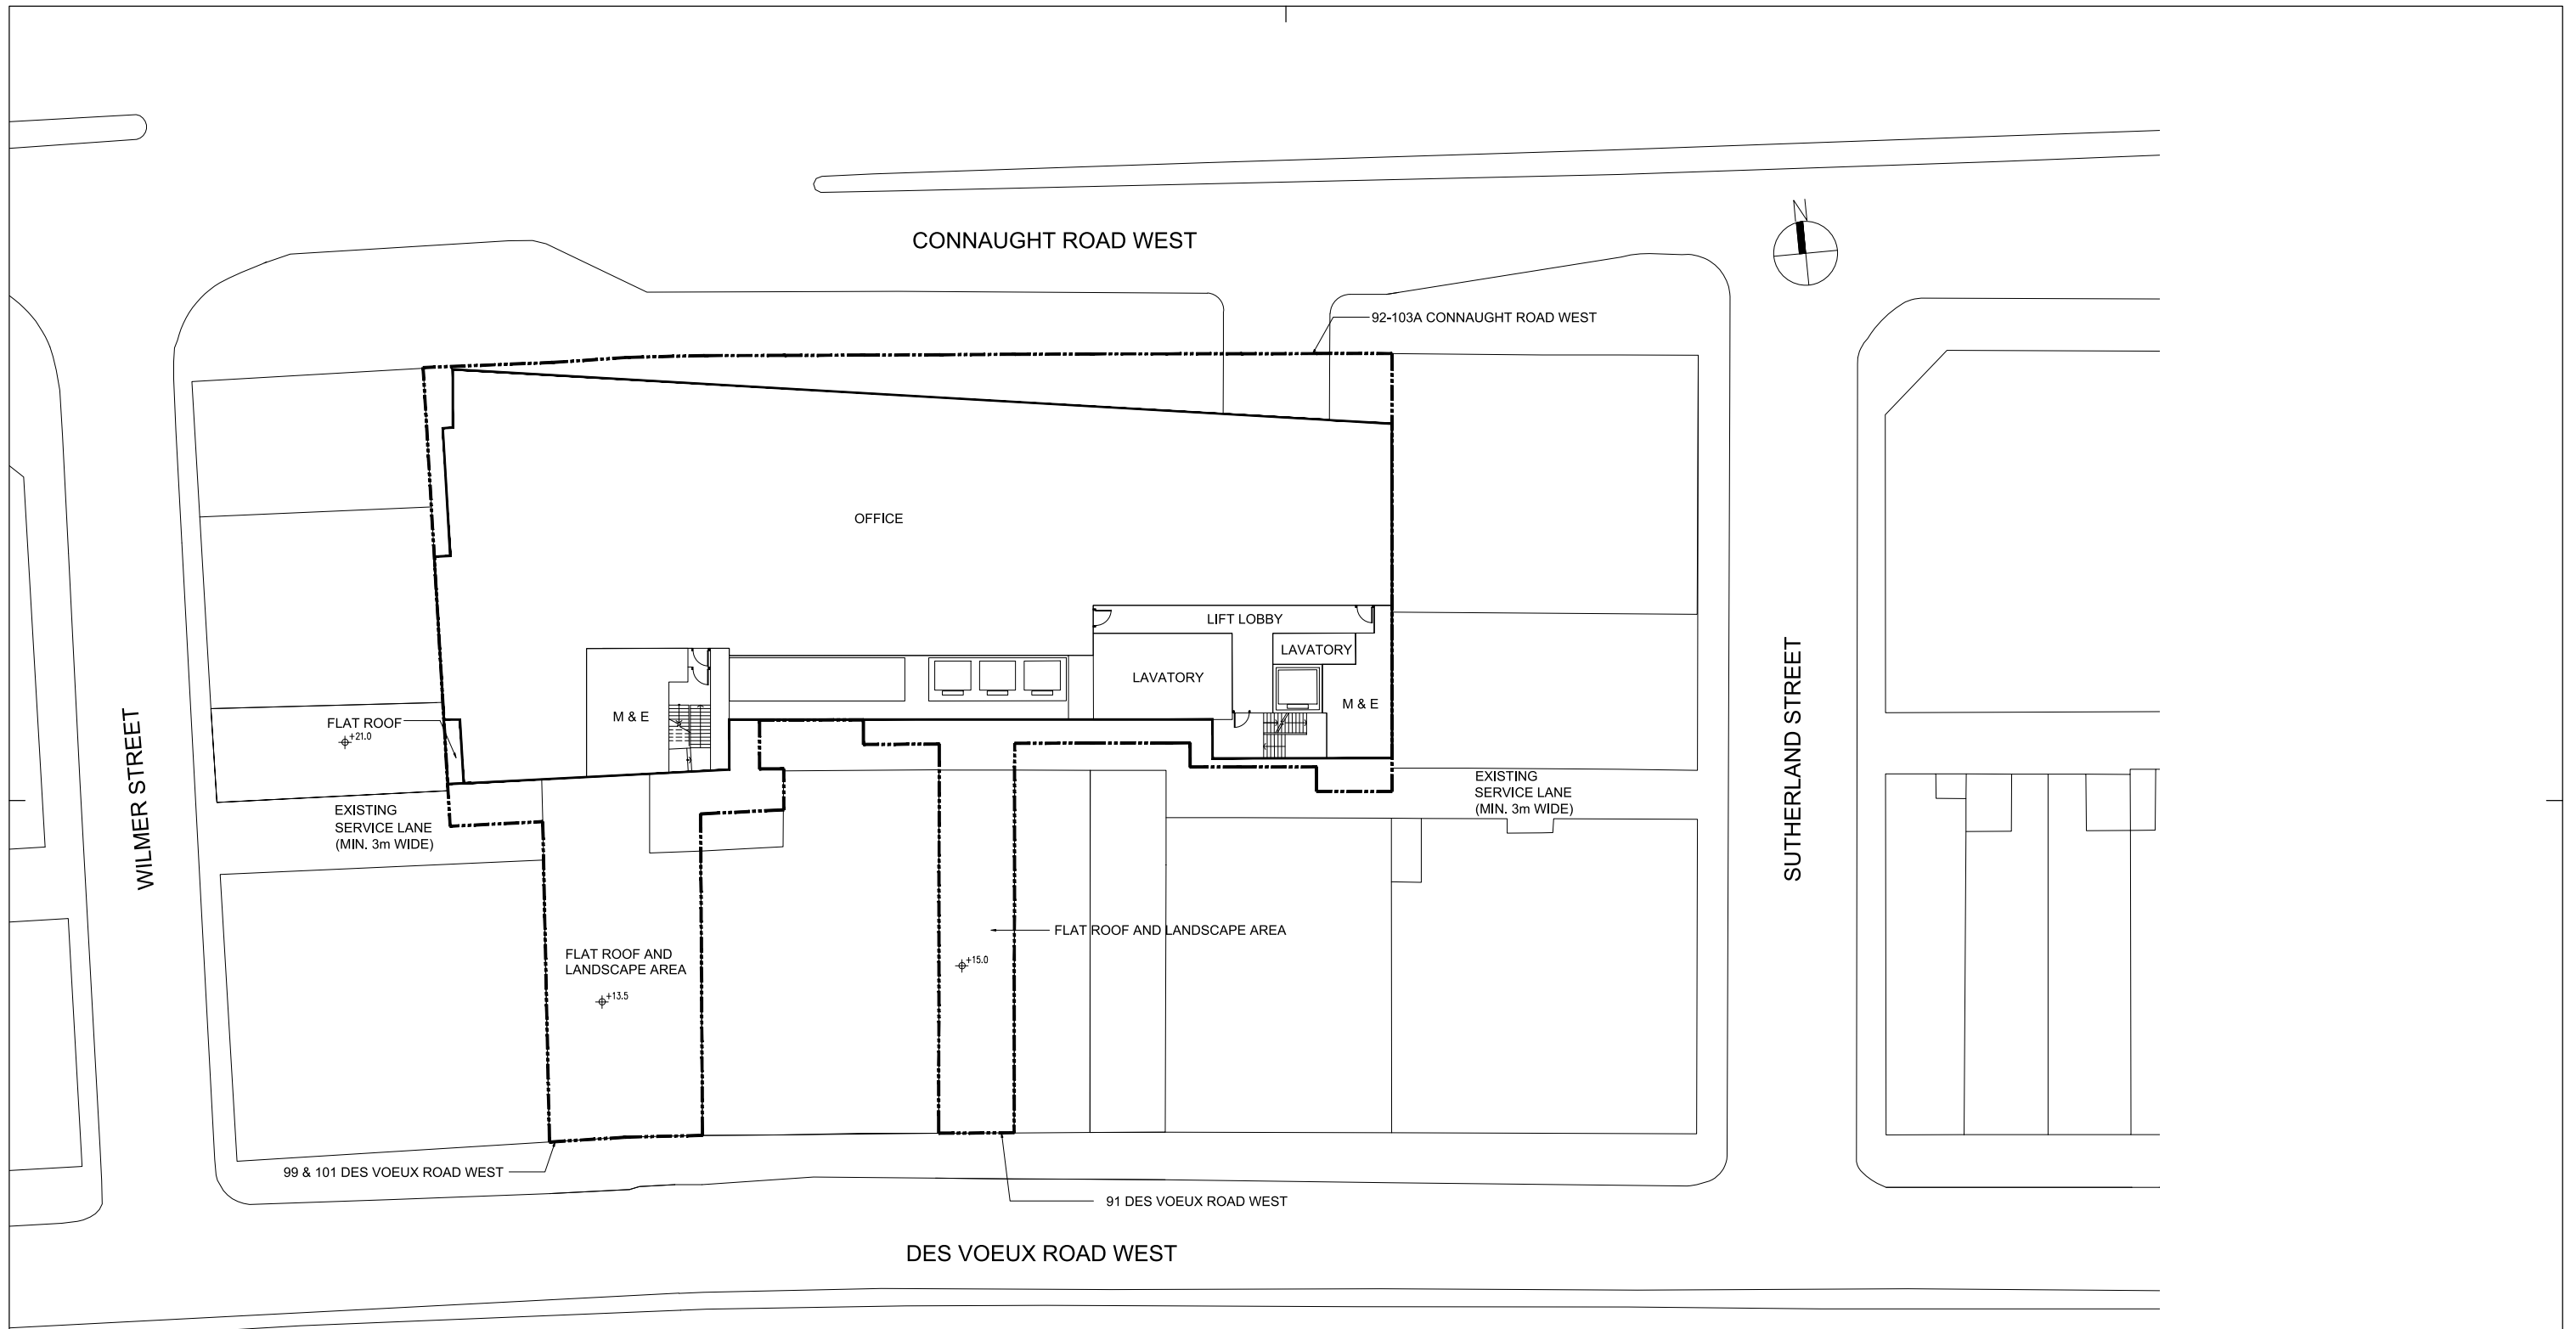 CONNAUGHT ROAD WEST
N
92-103A CONNAUGHT ROAD WEST
OFFICE
LIFT LOBBY
LAVATORY
LAVATORY
M & E
M & E
FLAT ROOF
+21.0
WILMER STREET
SUTHERLAND STREET
EXISTING
SERVICE LANE
(MIN. 3m WIDE)
EXISTING
SERVICE LANE
(MIN. 3m WIDE)
FLAT ROOF AND LANDSCAPE AREA
+15.0
FLAT ROOF AND
LANDSCAPE AREA
+13.5
99 & 101 DES VOEUX ROAD WEST
91 DES VOEUX ROAD WEST
DES VOEUX ROAD WEST